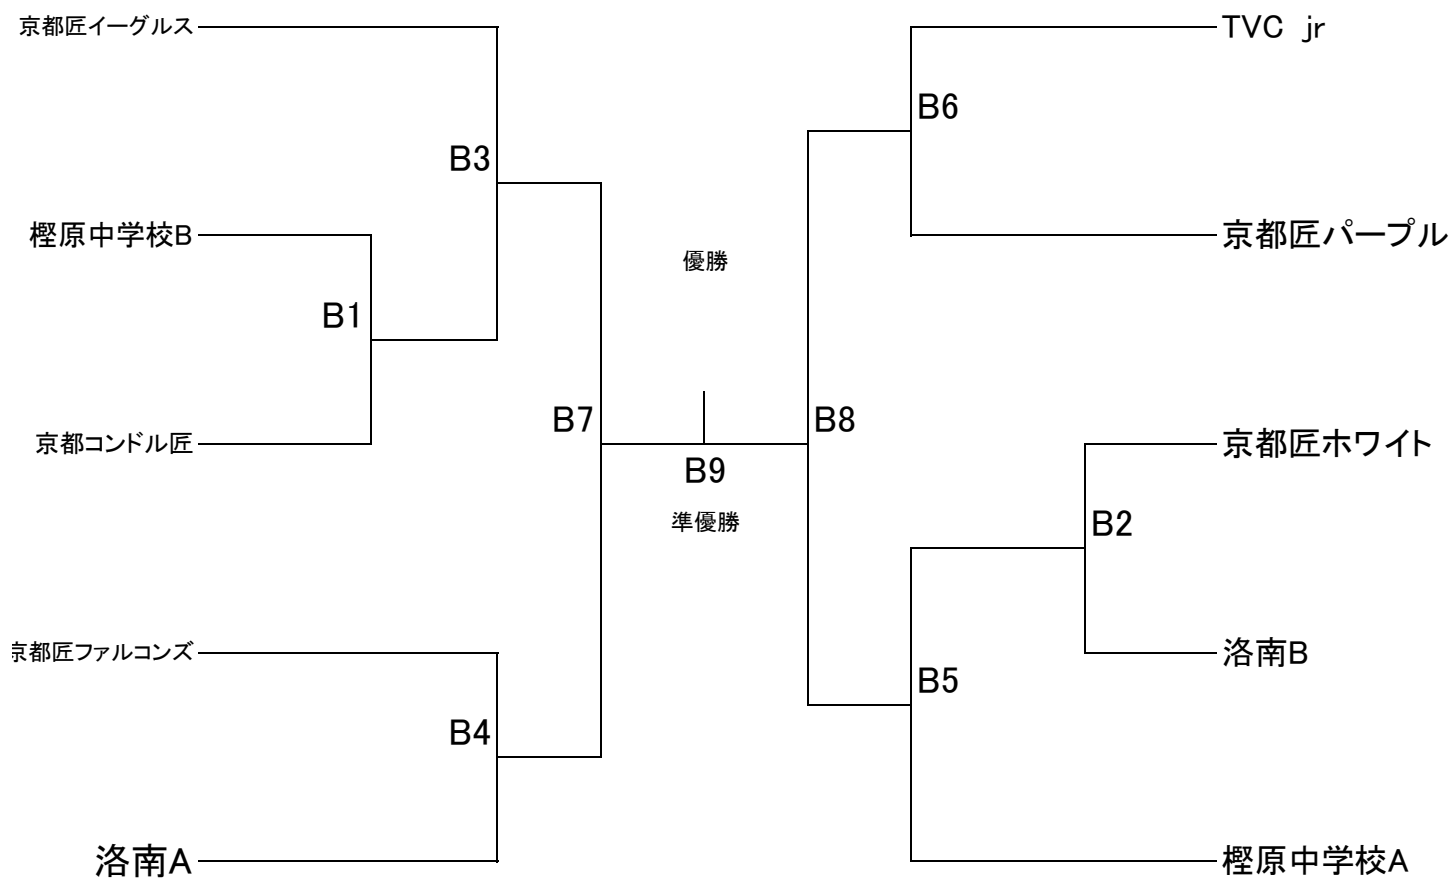 京都匠イーグルス
TVC jr
B6
B3
樫原中学校B
京都匠パープル
優勝
B1
B7
B8
京都コンドル匠
京都匠ホワイト
B9
準優勝
B2
京都匠ファルコンズ
洛南B
B5
B4
洛南A
樫原中学校A